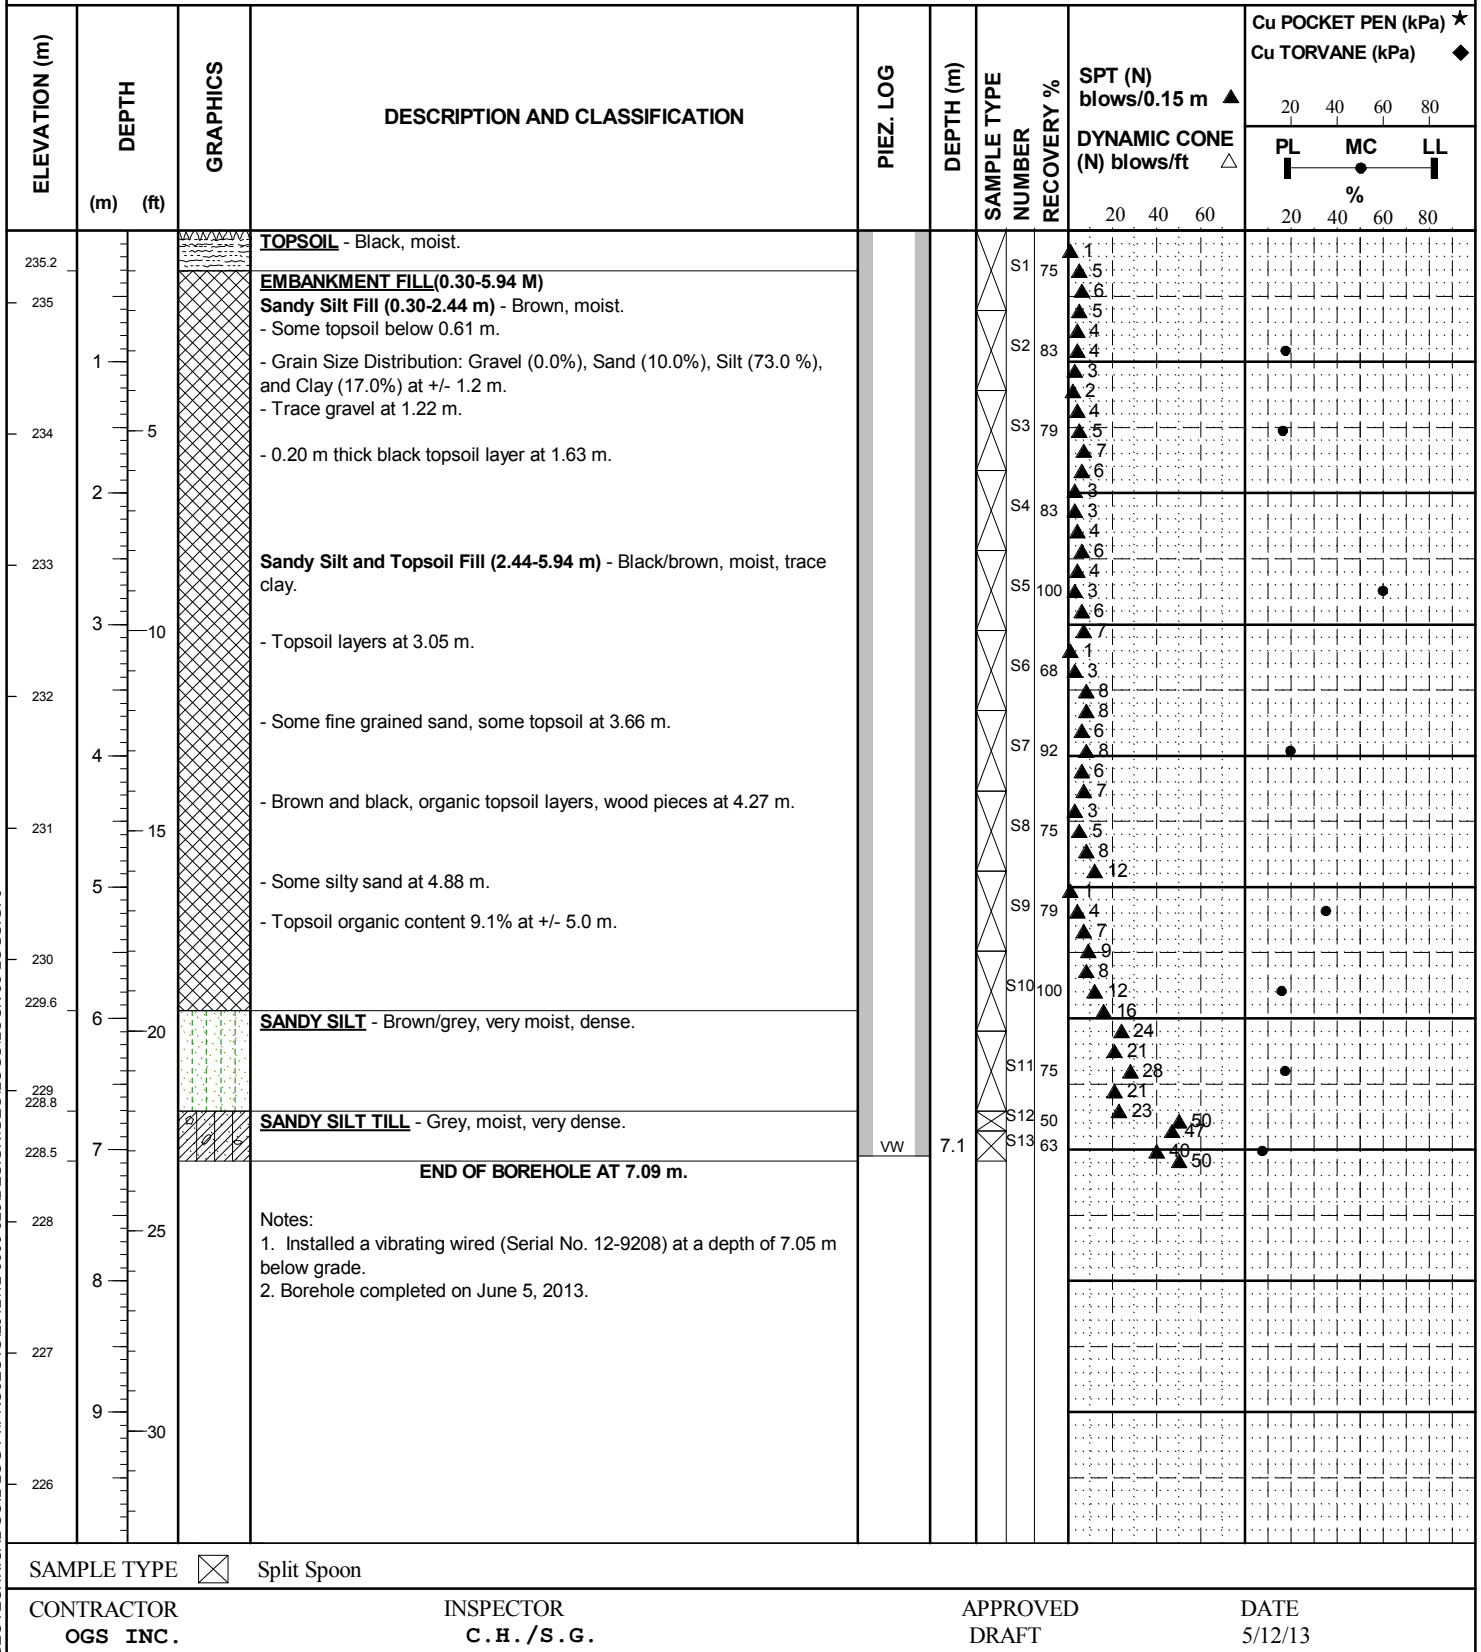 ELEVATION (m)
DEPTH
(m) (ft)
GRAPHICS
DESCRIPTION AND CLASSIFICATION
PIEZ. LOG
DEPTH (m)
SAMPLE TYPE
NUMBER
RECOVERY %
SPT (N)
blows/0.15 m ▲
DYNAMIC CONE
(N) blows/ft △
20 40 60
Cu POCKET PEN (kPa) ★
Cu TORVANE (kPa) ◆
20 40 60 80
PL MC LL
%
20 40 60 80
235.2
235
234
233
232
231
230
229.6
229
228.8
228.5
228
227
226
1
2
3
4
5
6
7
8
9
5
10
15
20
25
30
TOPSOIL - Black, moist.
EMBANKMENT FILL(0.30-5.94 M)
Sandy Silt Fill (0.30-2.44 m) - Brown, moist.
- Some topsoil below 0.61 m.
- Grain Size Distribution: Gravel (0.0%), Sand (10.0%), Silt (73.0 %),
and Clay (17.0%) at +/- 1.2 m.
- Trace gravel at 1.22 m.
- 0.20 m thick black topsoil layer at 1.63 m.
Sandy Silt and Topsoil Fill (2.44-5.94 m) - Black/brown, moist, trace
clay.
- Topsoil layers at 3.05 m.
- Some fine grained sand, some topsoil at 3.66 m.
- Brown and black, organic topsoil layers, wood pieces at 4.27 m.
- Some silty sand at 4.88 m.
- Topsoil organic content 9.1% at +/- 5.0 m.
SANDY SILT - Brown/grey, very moist, dense.
SANDY SILT TILL - Grey, moist, very dense.
END OF BOREHOLE AT 7.09 m.
Notes:
1. Installed a vibrating wired (Serial No. 12-9208) at a depth of 7.05 m
below grade.
2. Borehole completed on June 5, 2013.
VW 7.1
S1 75
S2 83
S3 79
S4 83
S5 100
S6 68
S7 92
S8 75
S9 79
S10 100
S11 75
S12 50
S13 63
1
5
6
5
4
4
3
2
4
5
7
6
3
3
4
6
4
3
6
7
1
3
8
8
6
8
6
7
3
5
8
12
1
4
7
9
8
12
16
24
21
28
21
23
50
47
40
50
SAMPLE TYPE Split Spoon
CONTRACTOR INSPECTOR APPROVED DATE
OGS INC. C.H./S.G. DRAFT 5/12/13